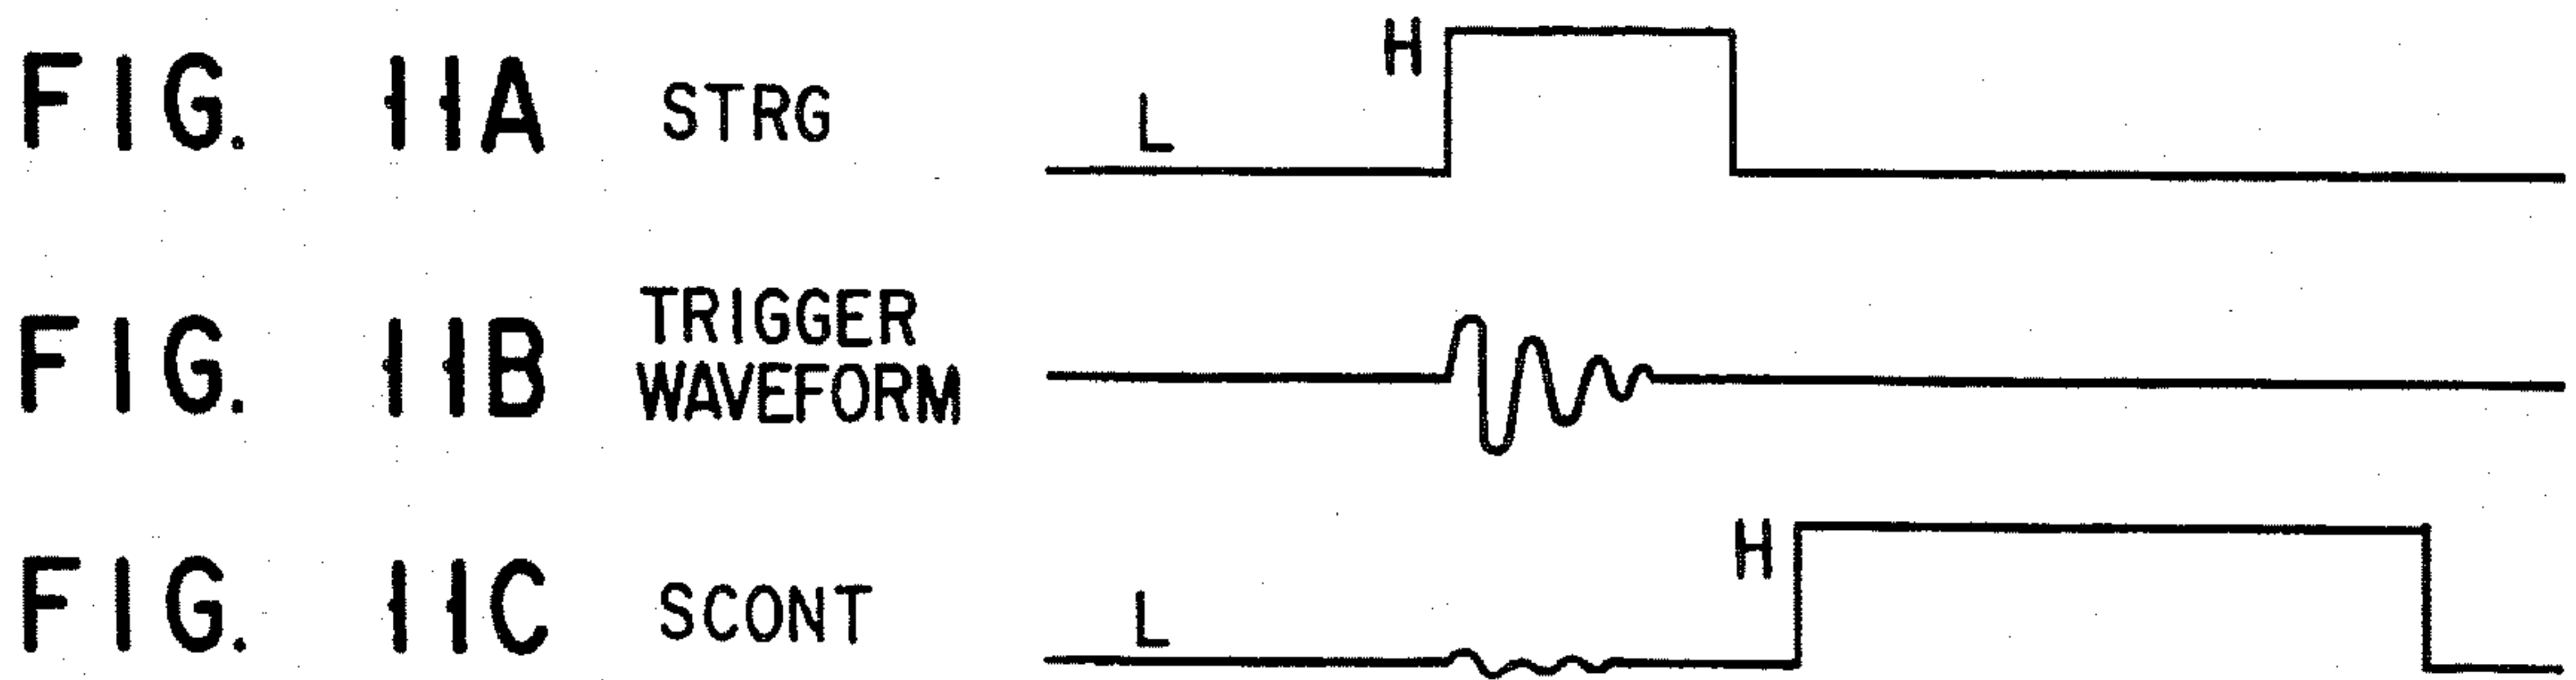 FIG. 11A STRG
L
H
FIG. 11B TRIGGER
WAVEFORM
FIG. 11C SCONT
L
H